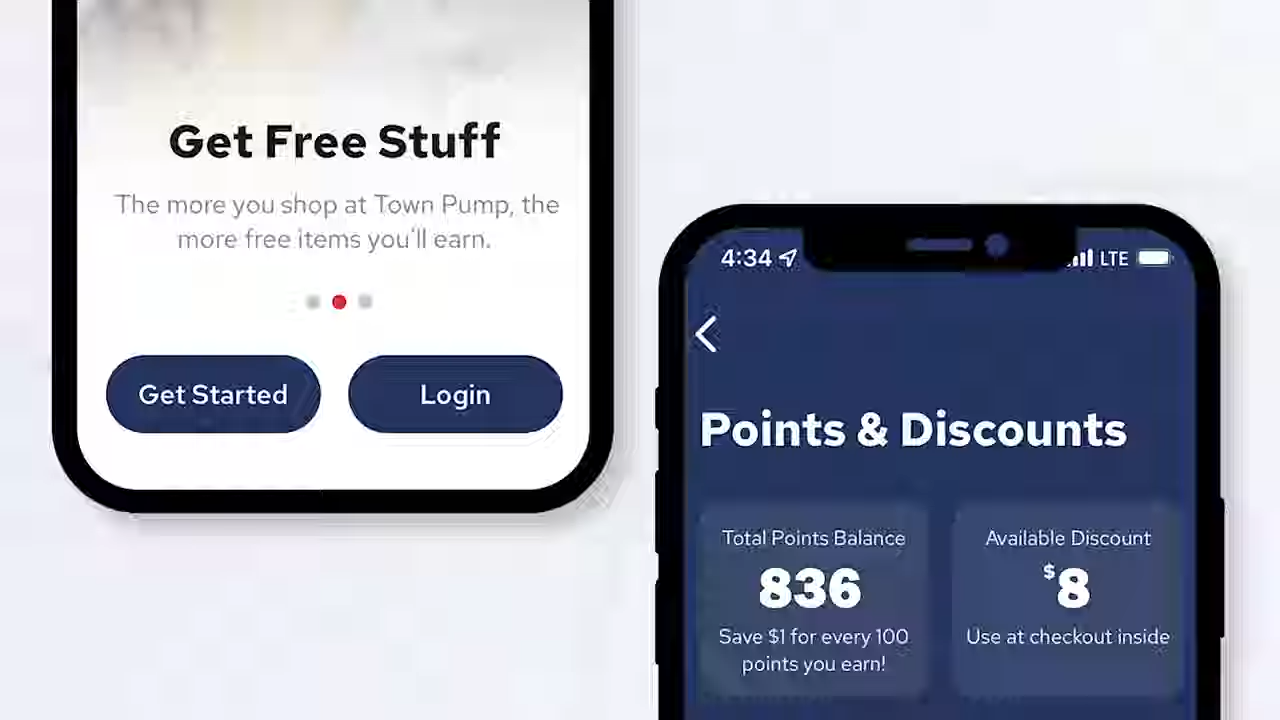 Get Free Stuff
The more you shop at Town Pump, the
more free items you'll earn.
Get Started
Login
4:34
LTE
Points & Discounts
Total Points Balance
836
Save $1 for every 100
points you earn!
Available Discount
$8
Use at checkout inside